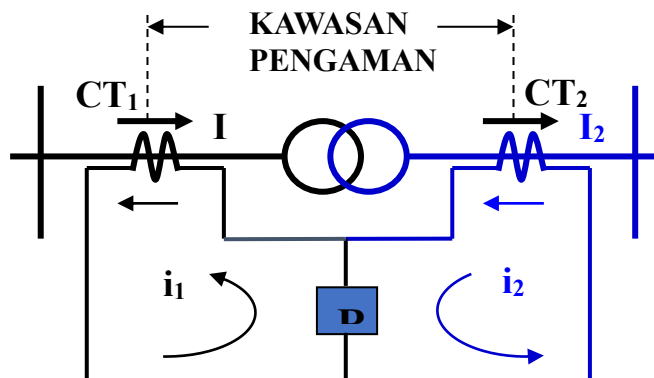 KAWASAN
PENGAMAN
CT₁
CT₂
I
I₂
i₁
i₂